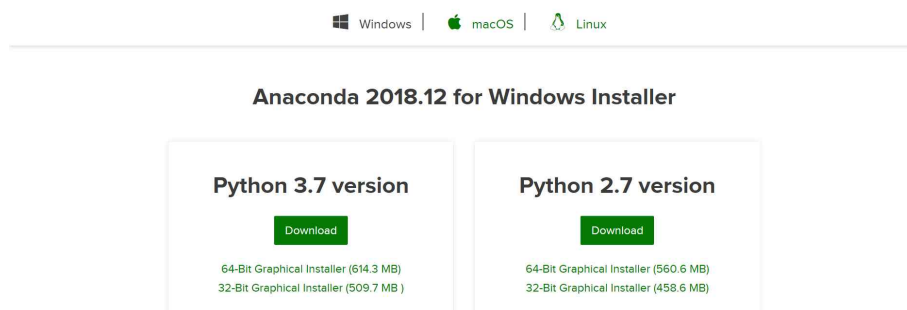 Windows | macOS | Linux
Anaconda 2018.12 for Windows Installer
Python 3.7 version
Download
64-Bit Graphical Installer (614.3 MB)
32-Bit Graphical Installer (509.7 MB )
Python 2.7 version
Download
64-Bit Graphical Installer (560.6 MB)
32-Bit Graphical Installer (458.6 MB)